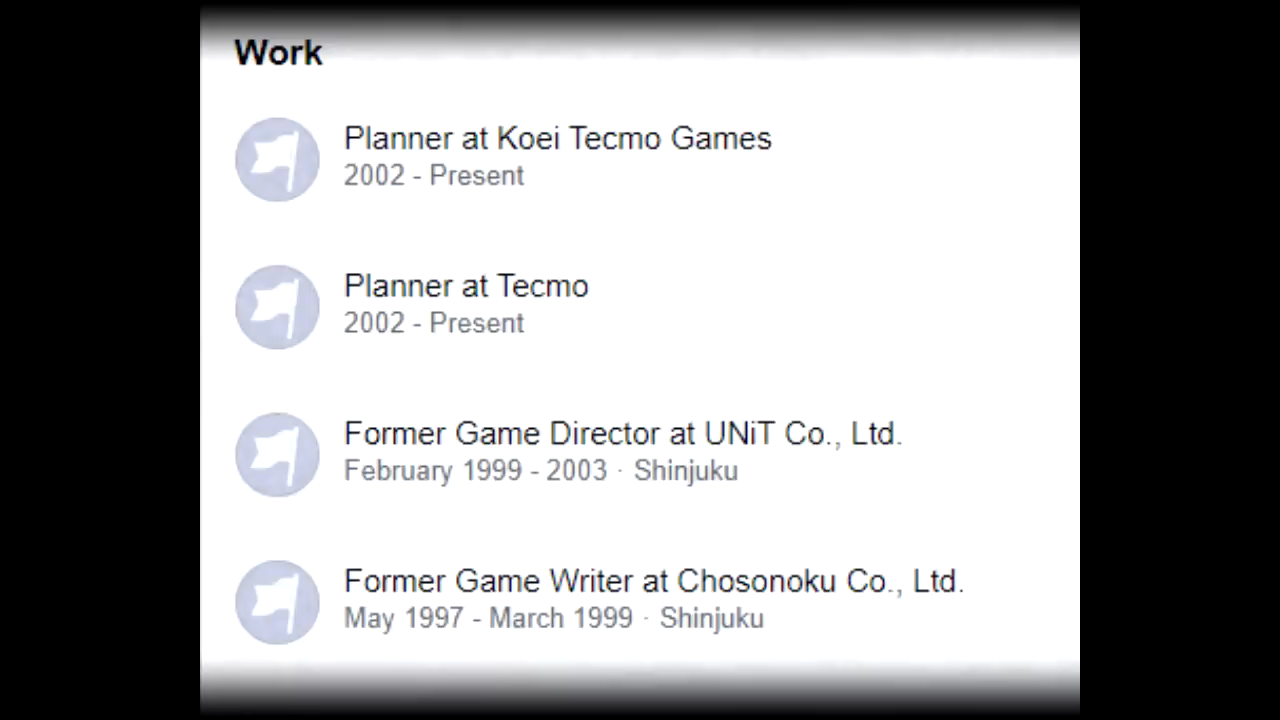 Work
Planner at Koei Tecmo Games
2002 - Present
Planner at Tecmo
2002 - Present
Former Game Director at UNiT Co., Ltd.
February 1999 - 2003 · Shinjuku
Former Game Writer at Chosonoku Co., Ltd.
May 1997 - March 1999 · Shinjuku